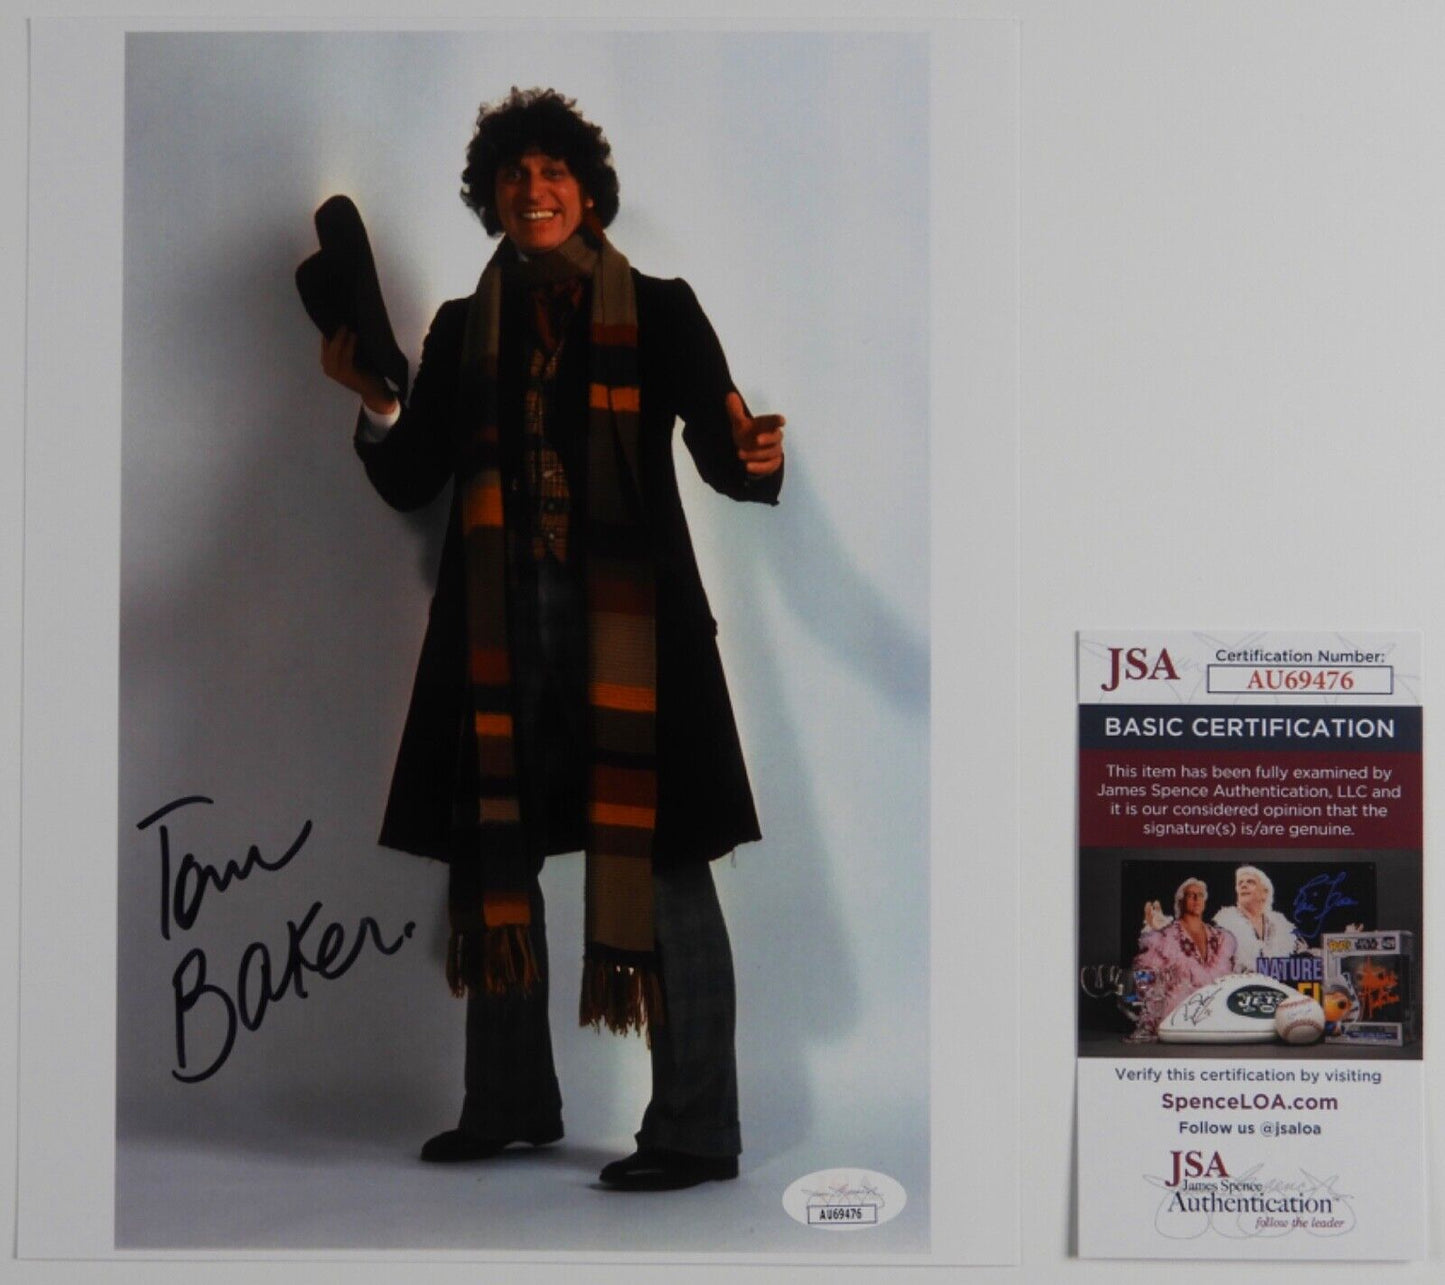 Tom
Baker.
AU69476
JSA
Certification Number:
AU69476
BASIC CERTIFICATION
This item has been fully examined by
James Spence Authentication, LLC and
it is our considered opinion that the
signature(s) is/are genuine.
NATURE
JETS
Verify this certification by visiting
SpenceLOA.com
Follow us @jsaloa
JSA
James Spence
Authentication
follow the leader